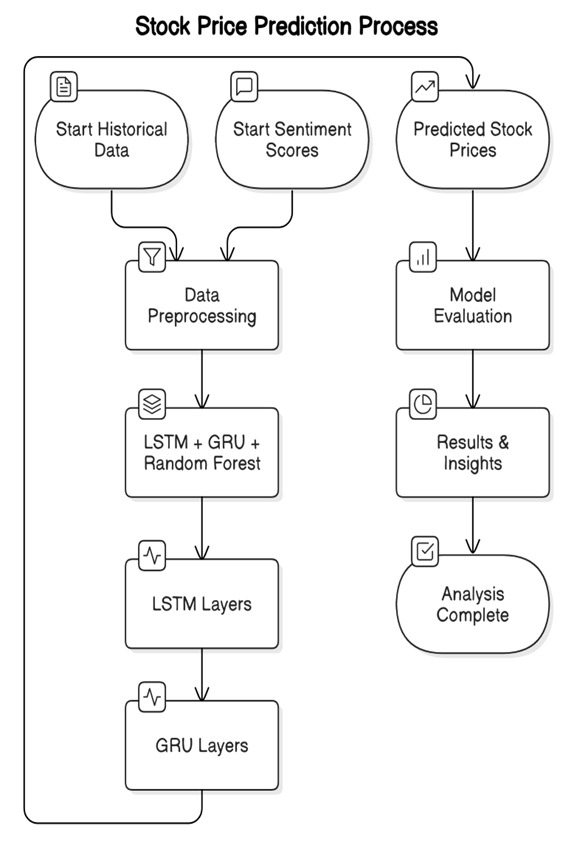 Stock Price Prediction Process
Start Historical
Data
Start Sentiment
Scores
Predicted Stock
Prices
Data
Preprocessing
Model
Evaluation
LSTM + GRU +
Random Forest
Results &
Insights
LSTM Layers
Analysis
Complete
GRU Layers